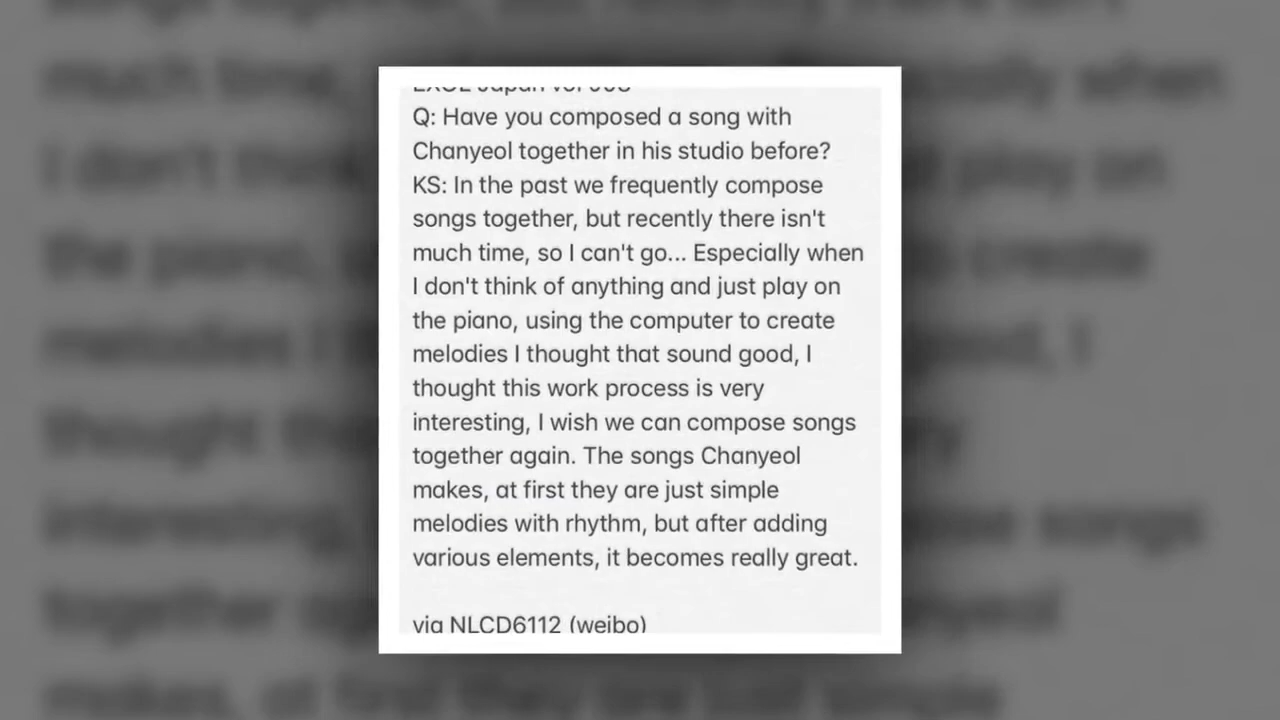 Q: Have you composed a song with
Chanyeol together in his studio before?
KS: In the past we frequently compose
songs together, but recently there isn't
much time, so I can't go... Especially when
I don't think of anything and just play on
the piano, using the computer to create
melodies I thought that sound good, I
thought this work process is very
interesting, I wish we can compose songs
together again. The songs Chanyeol
makes, at first they are just simple
melodies with rhythm, but after adding
various elements, it becomes really great.
via NLCD6112 (weibo)